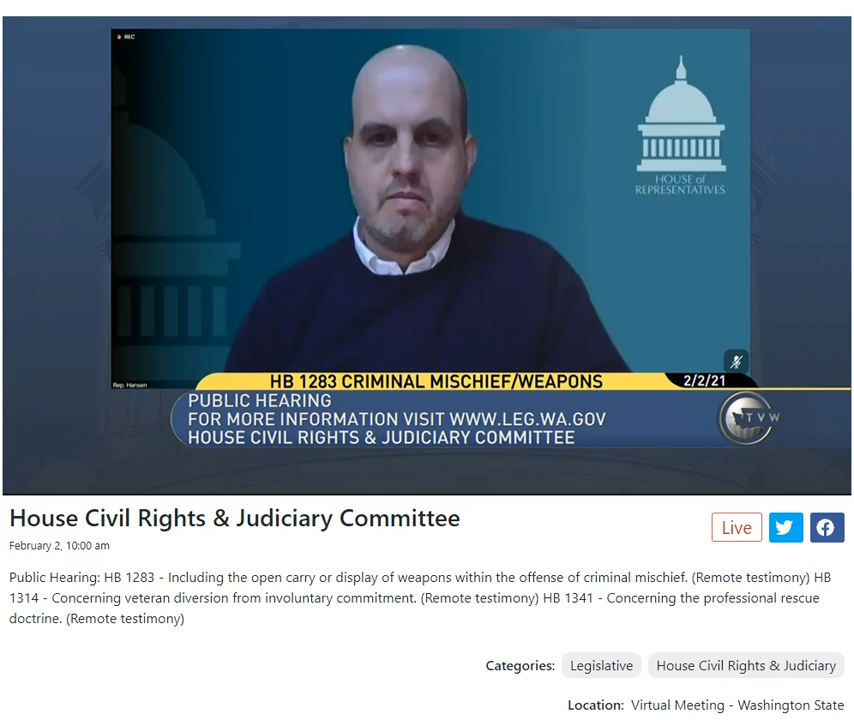 REC
HOUSE of
REPRESENTATIVES
Rep. Hansen
HB 1283 CRIMINAL MISCHIEF/WEAPONS
2/2/21
PUBLIC HEARING
FOR MORE INFORMATION VISIT WWW.LEG.WA.GOV
HOUSE CIVIL RIGHTS & JUDICIARY COMMITTEE
TVW
House Civil Rights & Judiciary Committee
Live
February 2, 10:00 am
Public Hearing: HB 1283 - Including the open carry or display of weapons within the offense of criminal mischief. (Remote testimony) HB
1314 - Concerning veteran diversion from involuntary commitment. (Remote testimony) HB 1341 - Concerning the professional rescue
doctrine. (Remote testimony)
Categories: Legislative House Civil Rights & Judiciary
Location: Virtual Meeting - Washington State